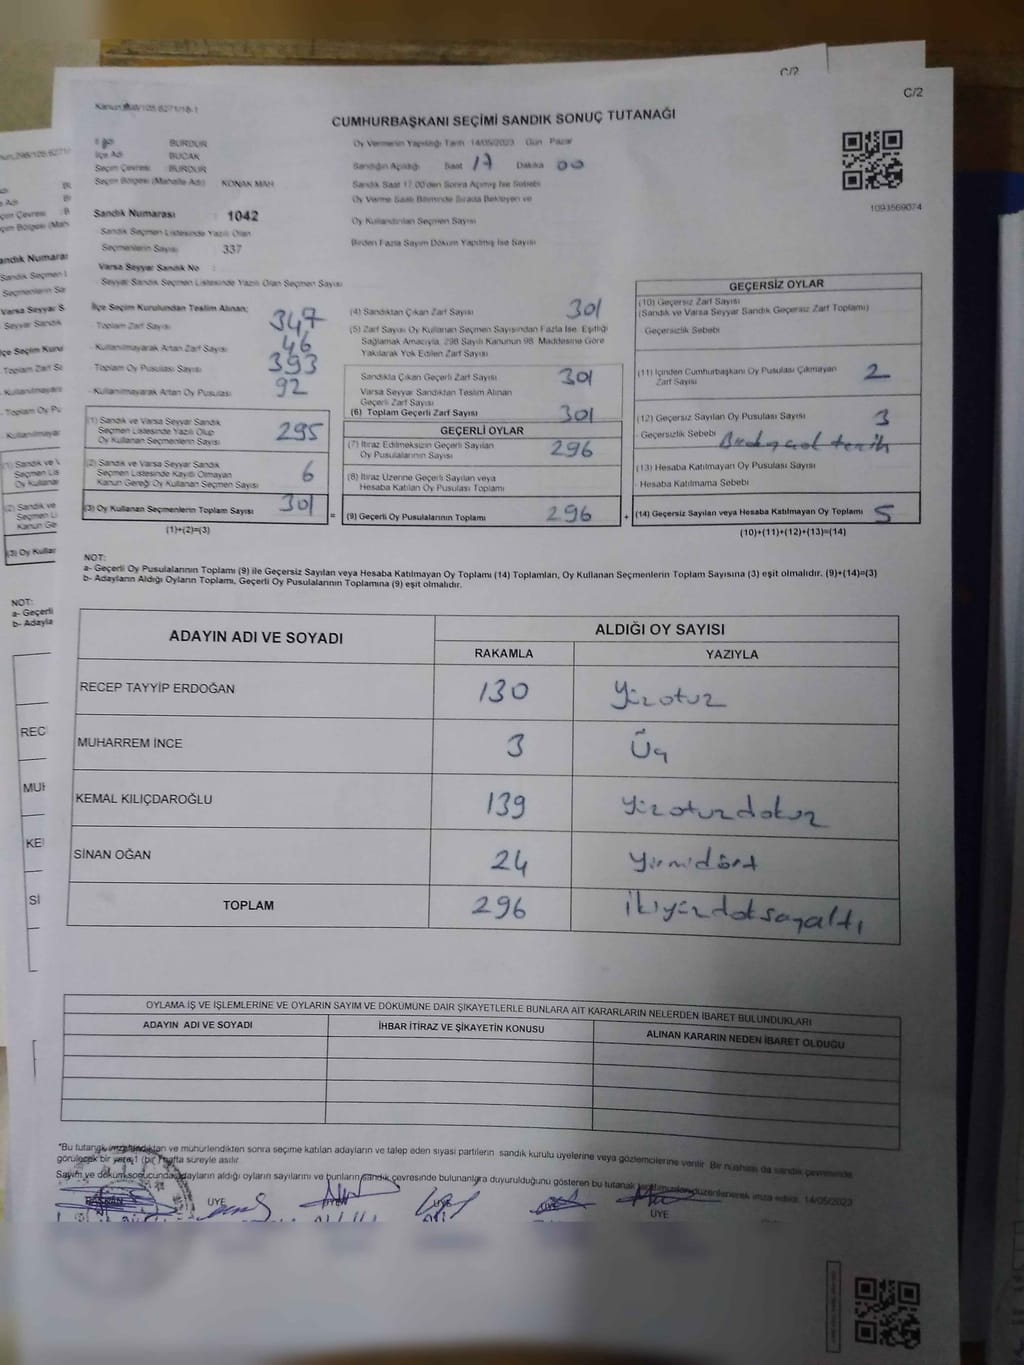 C/2
C/2
CUMHURBAŞKANI SEÇİMİ SANDIK SONUÇ TUTANAĞI
İl Adı BURDUR
İlçe Adı BUCAK
Seçim Çevresi BURDUR
Seçim Bölgesi (Mahalle Adı) KONAK MAH
Oy Vermenin Yapıldığı Tarih 14/05/2023 Gün Pazar
Sandığın Açıldığı Saat 17 Dakika 00
Sandık Saat 17:00'den Sonra Açılmış İse Sebebi
Oy Verme Saati Bitiminde Sırada Bekleyen ve
Oy Kullandırılan Seçmen Sayısı
Birden Fazla Sayım Döküm Yapılmış İse Sayısı
1093569074
Sandık Numarası : 1042
Sandık Seçmen Listesinde Yazılı Olan
Seçmenlerin Sayısı 337
Varsa Seyyar Sandık No :
Seyyar Sandık Seçmen Listesinde Yazılı Olan Seçmen Sayısı
İlçe Seçim Kurulundan Teslim Alınan;
Toplam Zarf Sayısı 347
- Kullanılmayarak Artan Zarf Sayısı 46
Toplam Oy Pusulası Sayısı 393
- Kullanılmayarak Artan Oy Pusulası 92
(1) Sandık ve Varsa Seyyar Sandık
Seçmen Listesinde Yazılı Olup
Oy Kullanan Seçmenlerin Sayısı 295
(2) Sandık ve Varsa Seyyar Sandık
Seçmen Listesinde Kayıtlı Olmayan
Kanun Gereği Oy Kullanan Seçmen Sayısı 6
(3) Oy Kullanan Seçmenlerin Toplam Sayısı 301
(1)+(2)=(3)
(4) Sandıktan Çıkan Zarf Sayısı 301
(5) Zarf Sayısı Oy Kullanan Seçmen Sayısından Fazla İse, Eşitliği
Sağlamak Amacıyla, 298 Sayılı Kanunun 98. Maddesine Göre
Yakılarak Yok Edilen Zarf Sayısı
Sandıkta Çıkan Geçerli Zarf Sayısı 301
Varsa Seyyar Sandıktan Teslim Alınan
Geçerli Zarf Sayısı
(6) Toplam Geçerli Zarf Sayısı 301
GEÇERLİ OYLAR
(7) İtiraz Edilmeksizin Geçerli Sayılan
Oy Pusulalarının Sayısı 296
(8) İtiraz Üzerine Geçerli Sayılan veya
Hesaba Katılan Oy Pusulası Toplamı
= (9) Geçerli Oy Pusulalarının Toplamı 296 +
GEÇERSİZ OYLAR
(10) Geçersiz Zarf Sayısı
(Sandık ve Varsa Seyyar Sandık Geçersiz Zarf Toplamı)
Geçersizlik Sebebi
(11) İçinden Cumhurbaşkanı Oy Pusulası Çıkmayan
Zarf Sayısı 2
(12) Geçersiz Sayılan Oy Pusulası Sayısı 3
Geçersizlik Sebebi
(13) Hesaba Katılmayan Oy Pusulası Sayısı
Hesaba Katılmama Sebebi
(14) Geçersiz Sayılan veya Hesaba Katılmayan Oy Toplamı 5
(10)+(11)+(12)+(13)=(14)
NOT:
a- Geçerli Oy Pusulalarının Toplamı (9) ile Geçersiz Sayılan veya Hesaba Katılmayan Oy Toplamı (14) Toplamları, Oy Kullanan Seçmenlerin Toplam Sayısına (3) eşit olmalıdır. (9)+(14)=(3)
b- Adayların Aldığı Oyların Toplamı, Geçerli Oy Pusulalarının Toplamına (9) eşit olmalıdır.
ADAYIN ADI VE SOYADI
ALDIĞI OY SAYISI
RAKAMLA YAZIYLA
RECEP TAYYİP ERDOĞAN 130 Yüzotuz
MUHARREM İNCE 3 Üç
KEMAL KILIÇDAROĞLU 139 Yüzotuzdokuz
SİNAN OĞAN 24 Yirmidört
TOPLAM 296 İkiyüzdoksanaltı
OYLAMA İŞ VE İŞLEMLERİNE VE OYLARIN SAYIM VE DÖKÜMÜNE DAİR ŞİKAYETLERLE BUNLARA AİT KARARLARIN NELERDEN İBARET BULUNDUKLARI
ADAYIN ADI VE SOYADI İHBAR İTİRAZ VE ŞİKAYETİN KONUSU ALINAN KARARIN NEDEN İBARET OLDUĞU
*Bu tutanak imzalandıktan ve mühürlendikten sonra seçime katılan adayların ve talep eden siyasi partilerin sandık kurulu üyelerine veya gözlemcilerine verilir. Bir nüshası da sandık çevresinde
görülecek bir yere 1 (bir) hafta süreyle asılır.
Sayım ve döküm sonucunda adayların aldığı oyların sayılarını ve bunların sandık çevresinde bulunanlara duyurulduğunu gösteren bu tutanak tarafımızdan düzenlenerek imza edildi. 14/05/2023
BAŞKAN ÜYE ÜYE ÜYE ÜYE
ÜYE